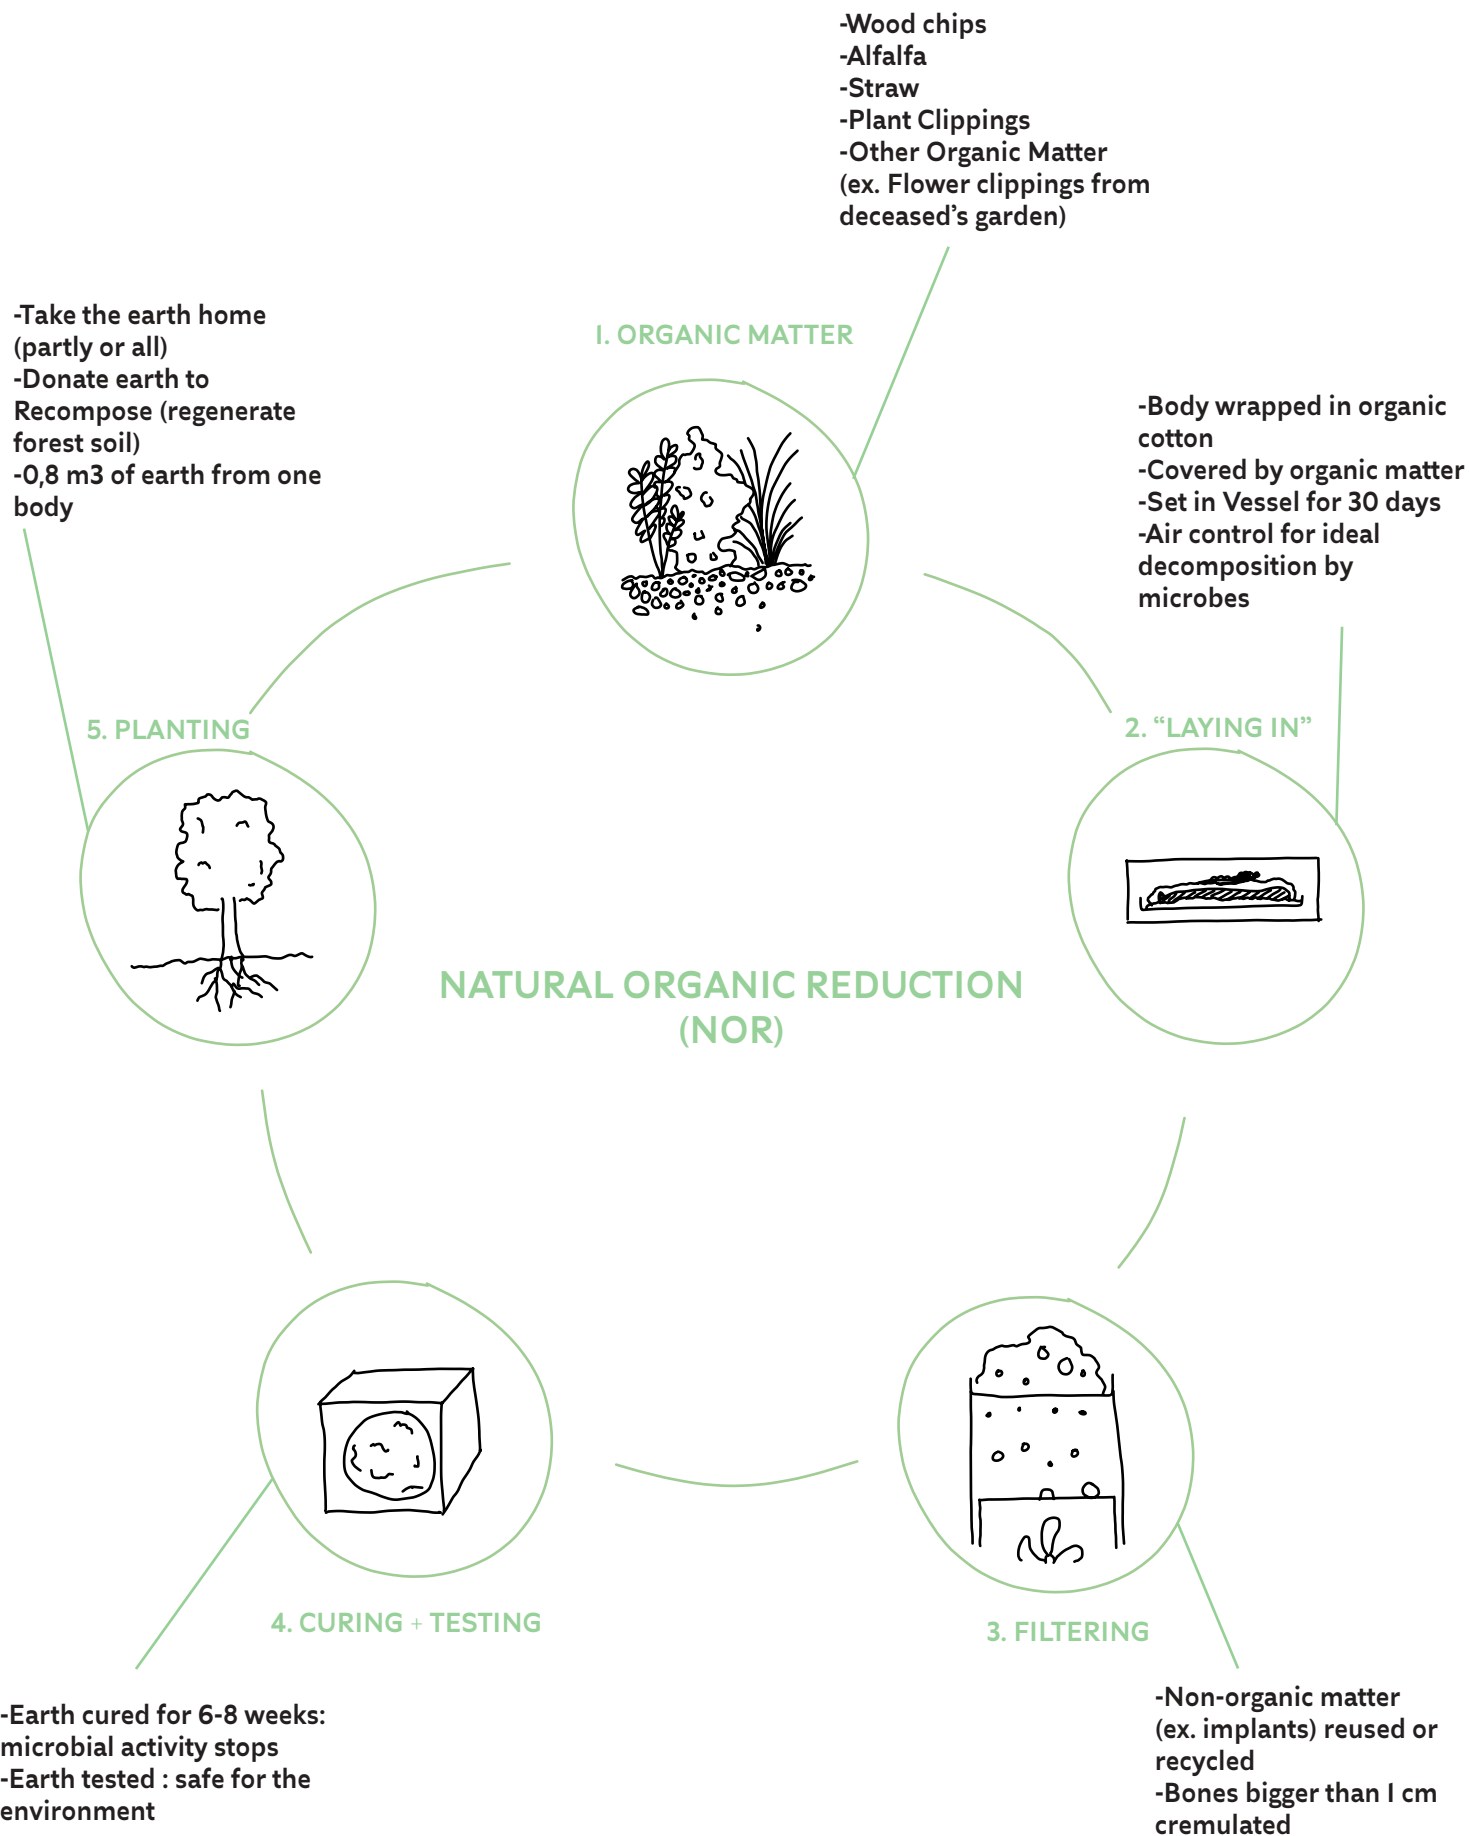 -Wood chips
-Alfalfa
-Straw
-Plant Clippings
-Other Organic Matter
(ex. Flower clippings from
deceased's garden)
1. ORGANIC MATTER
-Body wrapped in organic
cotton
-Covered by organic matter
-Set in Vessel for 30 days
-Air control for ideal
decomposition by
microbes
2. “LAYING IN”
NATURAL ORGANIC REDUCTION
(NOR)
3. FILTERING
-Non-organic matter
(ex. implants) reused or
recycled
-Bones bigger than 1 cm
cremulated
4. CURING + TESTING
-Earth cured for 6-8 weeks:
microbial activity stops
-Earth tested : safe for the
environment
5. PLANTING
-Take the earth home
(partly or all)
-Donate earth to
Recompose (regenerate
forest soil)
-0,8 m3 of earth from one
body